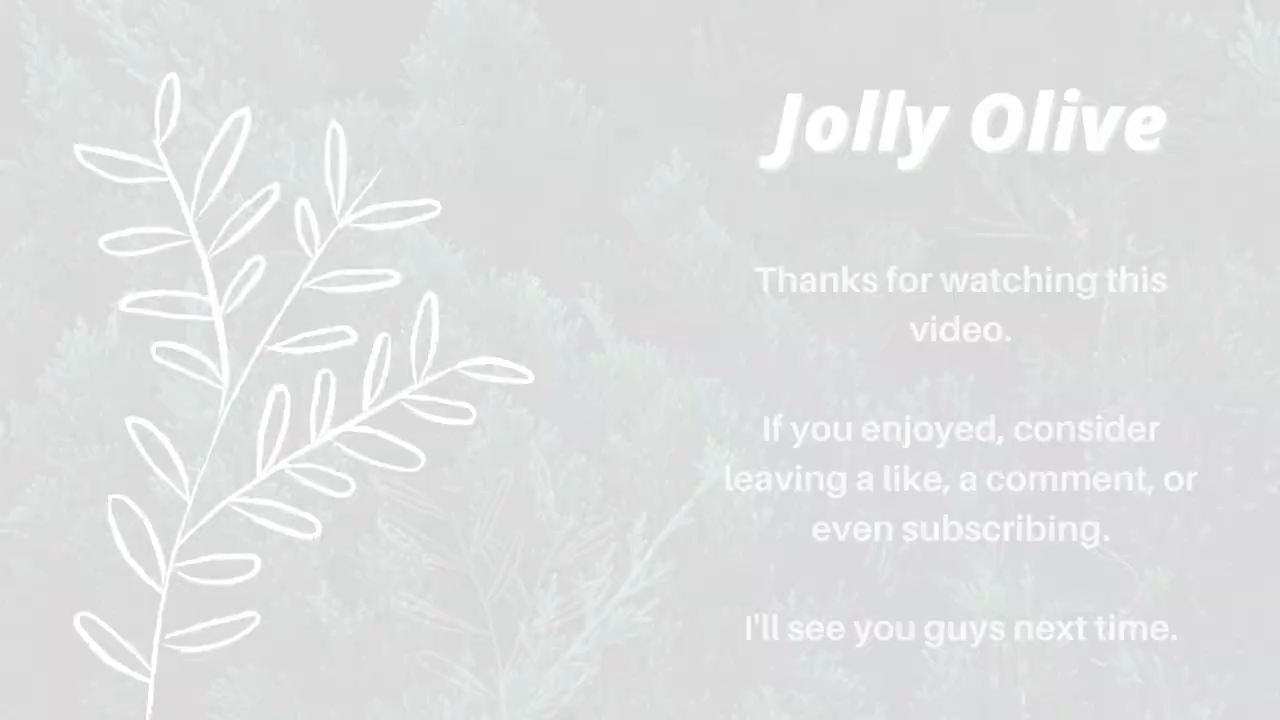 Jolly Olive
Thanks for watching this
video.
If you enjoyed, consider
leaving a like, a comment, or
even subscribing.
I'll see you guys next time.